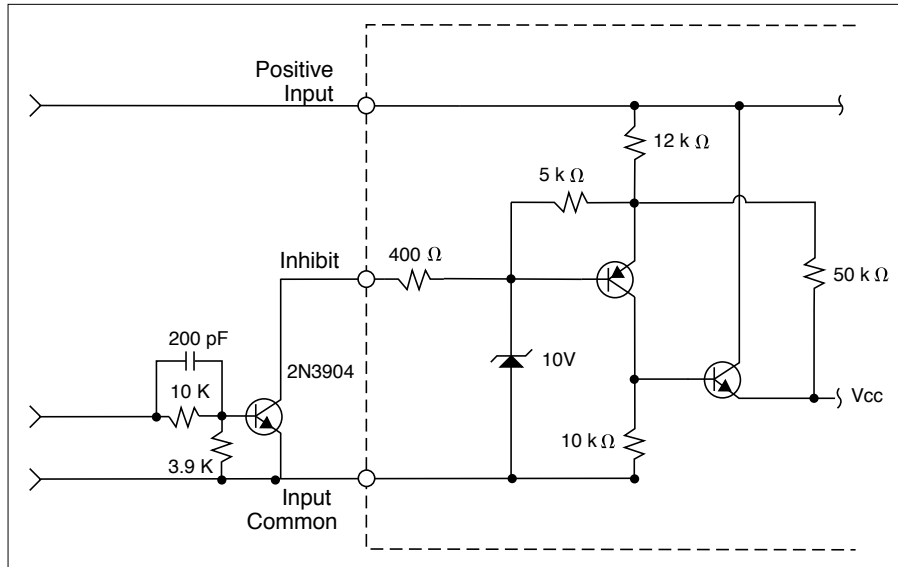 Positive
Input
12 k Ω
5 k Ω
Inhibit
400 Ω
50 k Ω
200 pF
2N3904
10V
10 K
Vcc
10 k Ω
3.9 K
Input
Common